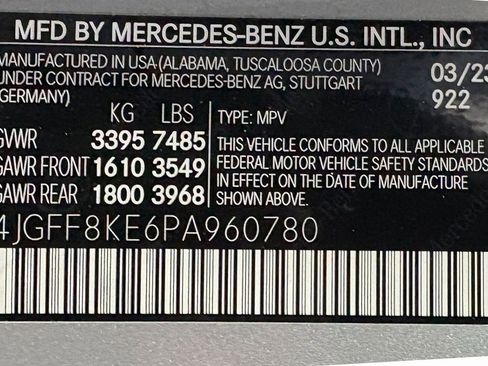 MFD BY MERCEDES-BENZ U.S. INTL., INC
MANUFACTURED IN USA (ALABAMA, TUSCALOOSA COUNTY) 03/23
UNDER CONTRACT FOR MERCEDES-BENZ AG, STUTTGART 922
(GERMANY)
KG LBS TYPE: MPV
GVWR 3395 7485 THIS VEHICLE CONFORMS TO ALL APPLICABLE
GAWR FRONT 1610 3549 FEDERAL MOTOR VEHICLE SAFETY STANDARDS
GAWR REAR 1800 3968 IN EFFECT ON THE DATE OF MANUFACTURE
4JGFF8KE6PA960780